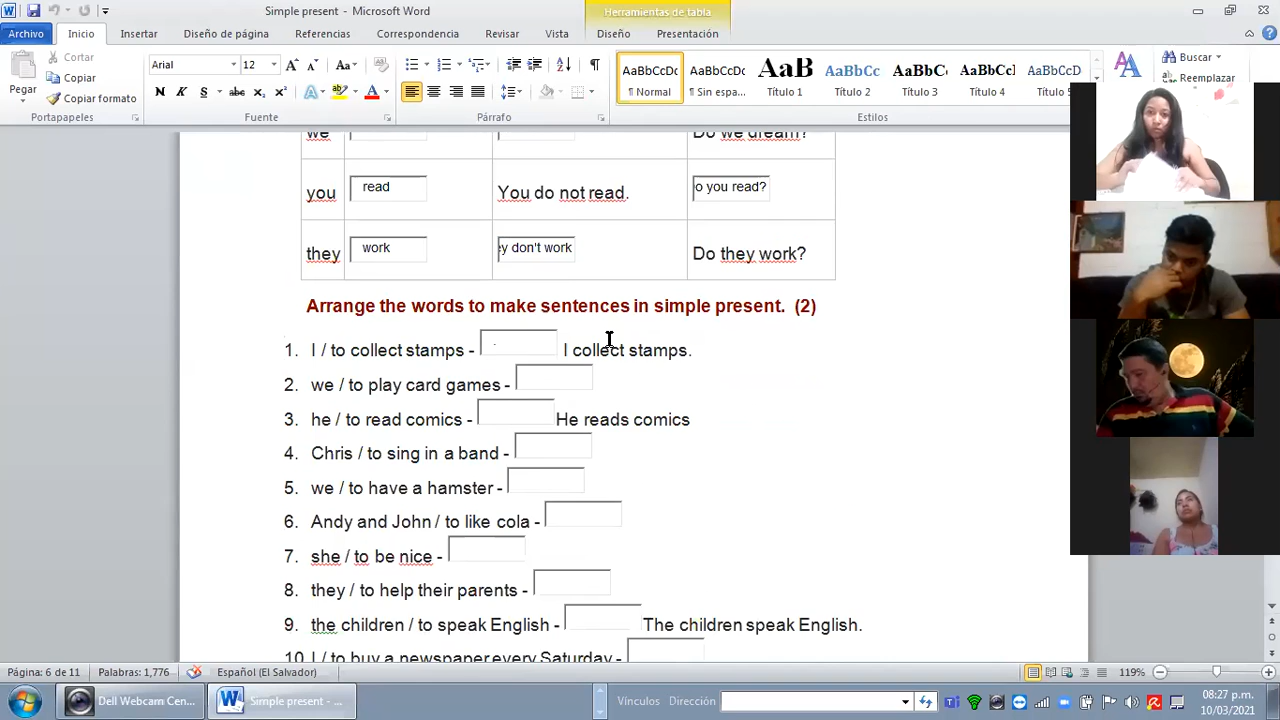 Simple present - Microsoft Word
Herramientas de tabla
Archivo Inicio Insertar Diseño de página Referencias Correspondencia Revisar Vista Diseño Presentación
Cortar
Copiar
Copiar formato
Pegar
Arial 12
Buscar
Reemplazar
AaBbCcDc AaBbCcDc AaB AaBbCc AaBbC AaBbC AaBbCcD
¶ Normal ¶ Sin espa... Título 1 Título 2 Título 3 Título 4 Título 5
Portapapeles Fuente Párrafo Estilos
we Do we dream?
you read You do not read. o you read?
they work y don't work Do they work?
Arrange the words to make sentences in simple present. (2)
1. I / to collect stamps - I collect stamps.
2. we / to play card games -
3. he / to read comics - He reads comics
4. Chris / to sing in a band -
5. we / to have a hamster -
6. Andy and John / to like cola -
7. she / to be nice -
8. they / to help their parents -
9. the children / to speak English - The children speak English.
10. I / to buy a newspaper every Saturday -
Página: 6 de 11 Palabras: 1,776 Español (El Salvador) 119%
Dell Webcam Cen... Simple present - ... Vínculos Dirección 08:27 p.m.
10/03/2021